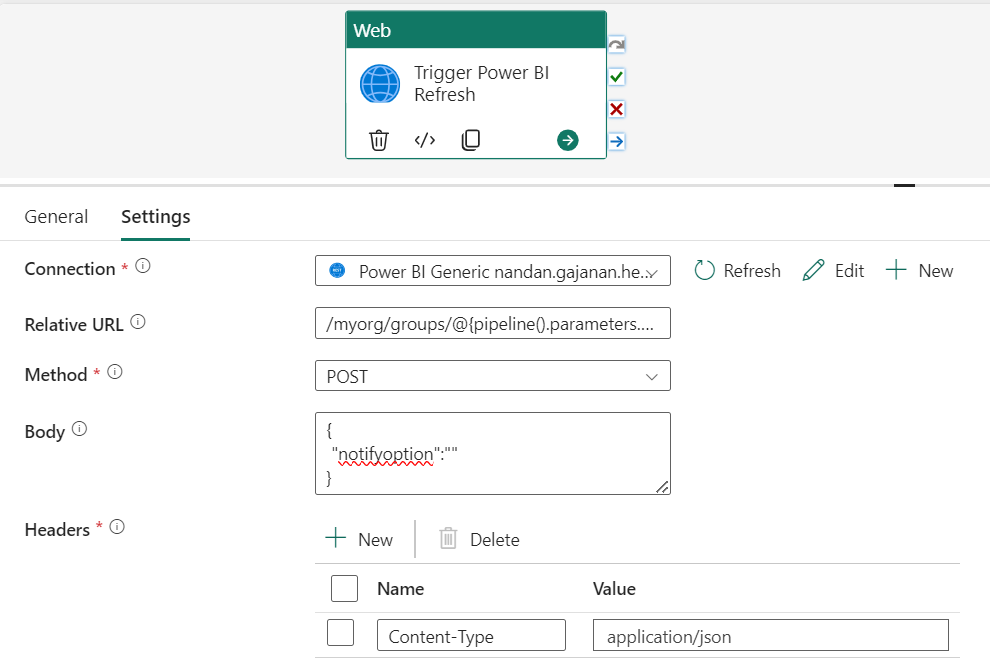 Web
Trigger Power BI
Refresh
General Settings
Connection * Power BI Generic nandan.gajanan.he... Refresh Edit New
Relative URL /myorg/groups/@{pipeline().parameters....
Method * POST
Body {
"notifyoption":""
}
Headers * New Delete
Name Value
Content-Type application/json